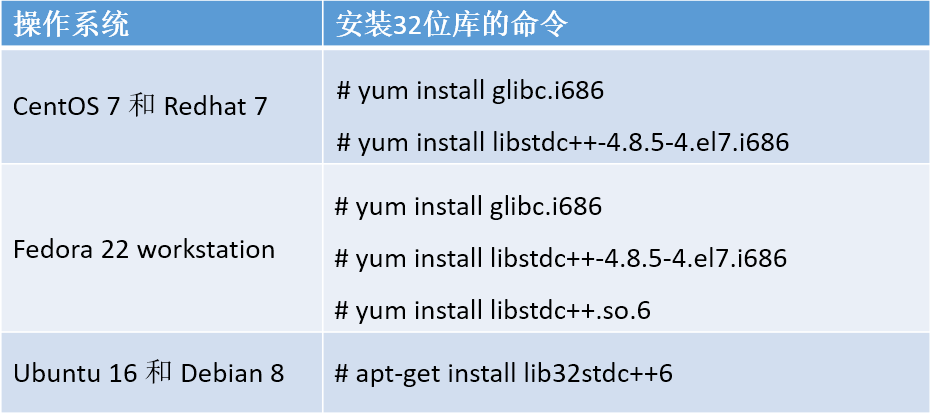 操作系统 安装32位库的命令
CentOS 7 和 Redhat 7
# yum install glibc.i686
# yum install libstdc++-4.8.5-4.el7.i686
Fedora 22 workstation
# yum install glibc.i686
# yum install libstdc++-4.8.5-4.el7.i686
# yum install libstdc++.so.6
Ubuntu 16 和 Debian 8
# apt-get install lib32stdc++6